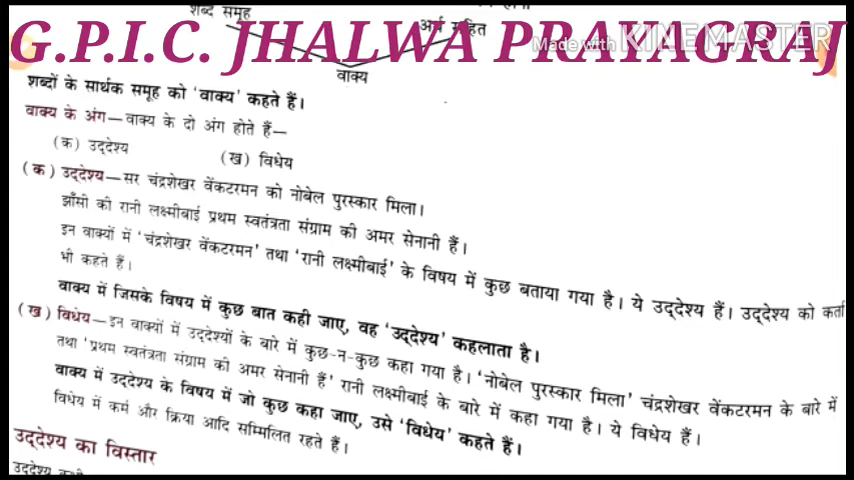 शब्द समूह
अर्थ सहित
G.P.I.C. JHALWA PRAYAGRAJ
Made with KINEMASTER
वाक्य
शब्दों के सार्थक समूह को 'वाक्य' कहते हैं।
वाक्य के अंग—वाक्य के दो अंग होते हैं—
(क) उद्देश्य (ख) विधेय
(क) उद्देश्य—सर चंद्रशेखर वेंकटरमन को नोबेल पुरस्कार मिला।
झाँसी की रानी लक्ष्मीबाई प्रथम स्वतंत्रता संग्राम की अमर सेनानी हैं।
इन वाक्यों में 'चंद्रशेखर वेंकटरमन' तथा 'रानी लक्ष्मीबाई' के विषय में कुछ बताया गया है। ये उद्देश्य हैं। उद्देश्य को कर्ता
भी कहते हैं।
वाक्य में जिसके विषय में कुछ बात कही जाए, वह 'उद्देश्य' कहलाता है।
(ख) विधेय—इन वाक्यों में उद्देश्यों के बारे में कुछ-न-कुछ कहा गया है। 'नोबेल पुरस्कार मिला' चंद्रशेखर वेंकटरमन के बारे में
तथा 'प्रथम स्वतंत्रता संग्राम की अमर सेनानी हैं' रानी लक्ष्मीबाई के बारे में कहा गया है। ये विधेय हैं।
वाक्य में उद्देश्य के विषय में जो कुछ कहा जाए, उसे 'विधेय' कहते हैं।
विधेय में कर्म और क्रिया आदि सम्मिलित रहते हैं।
उद्देश्य का विस्तार
उद्देश्य